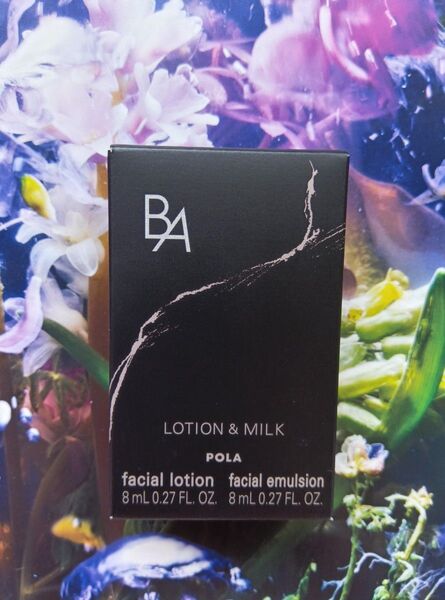 BA
LOTION & MILK
POLA
facial lotion facial emulsion
8 mL 0.27 FL. OZ. 8 mL 0.27 FL. OZ.